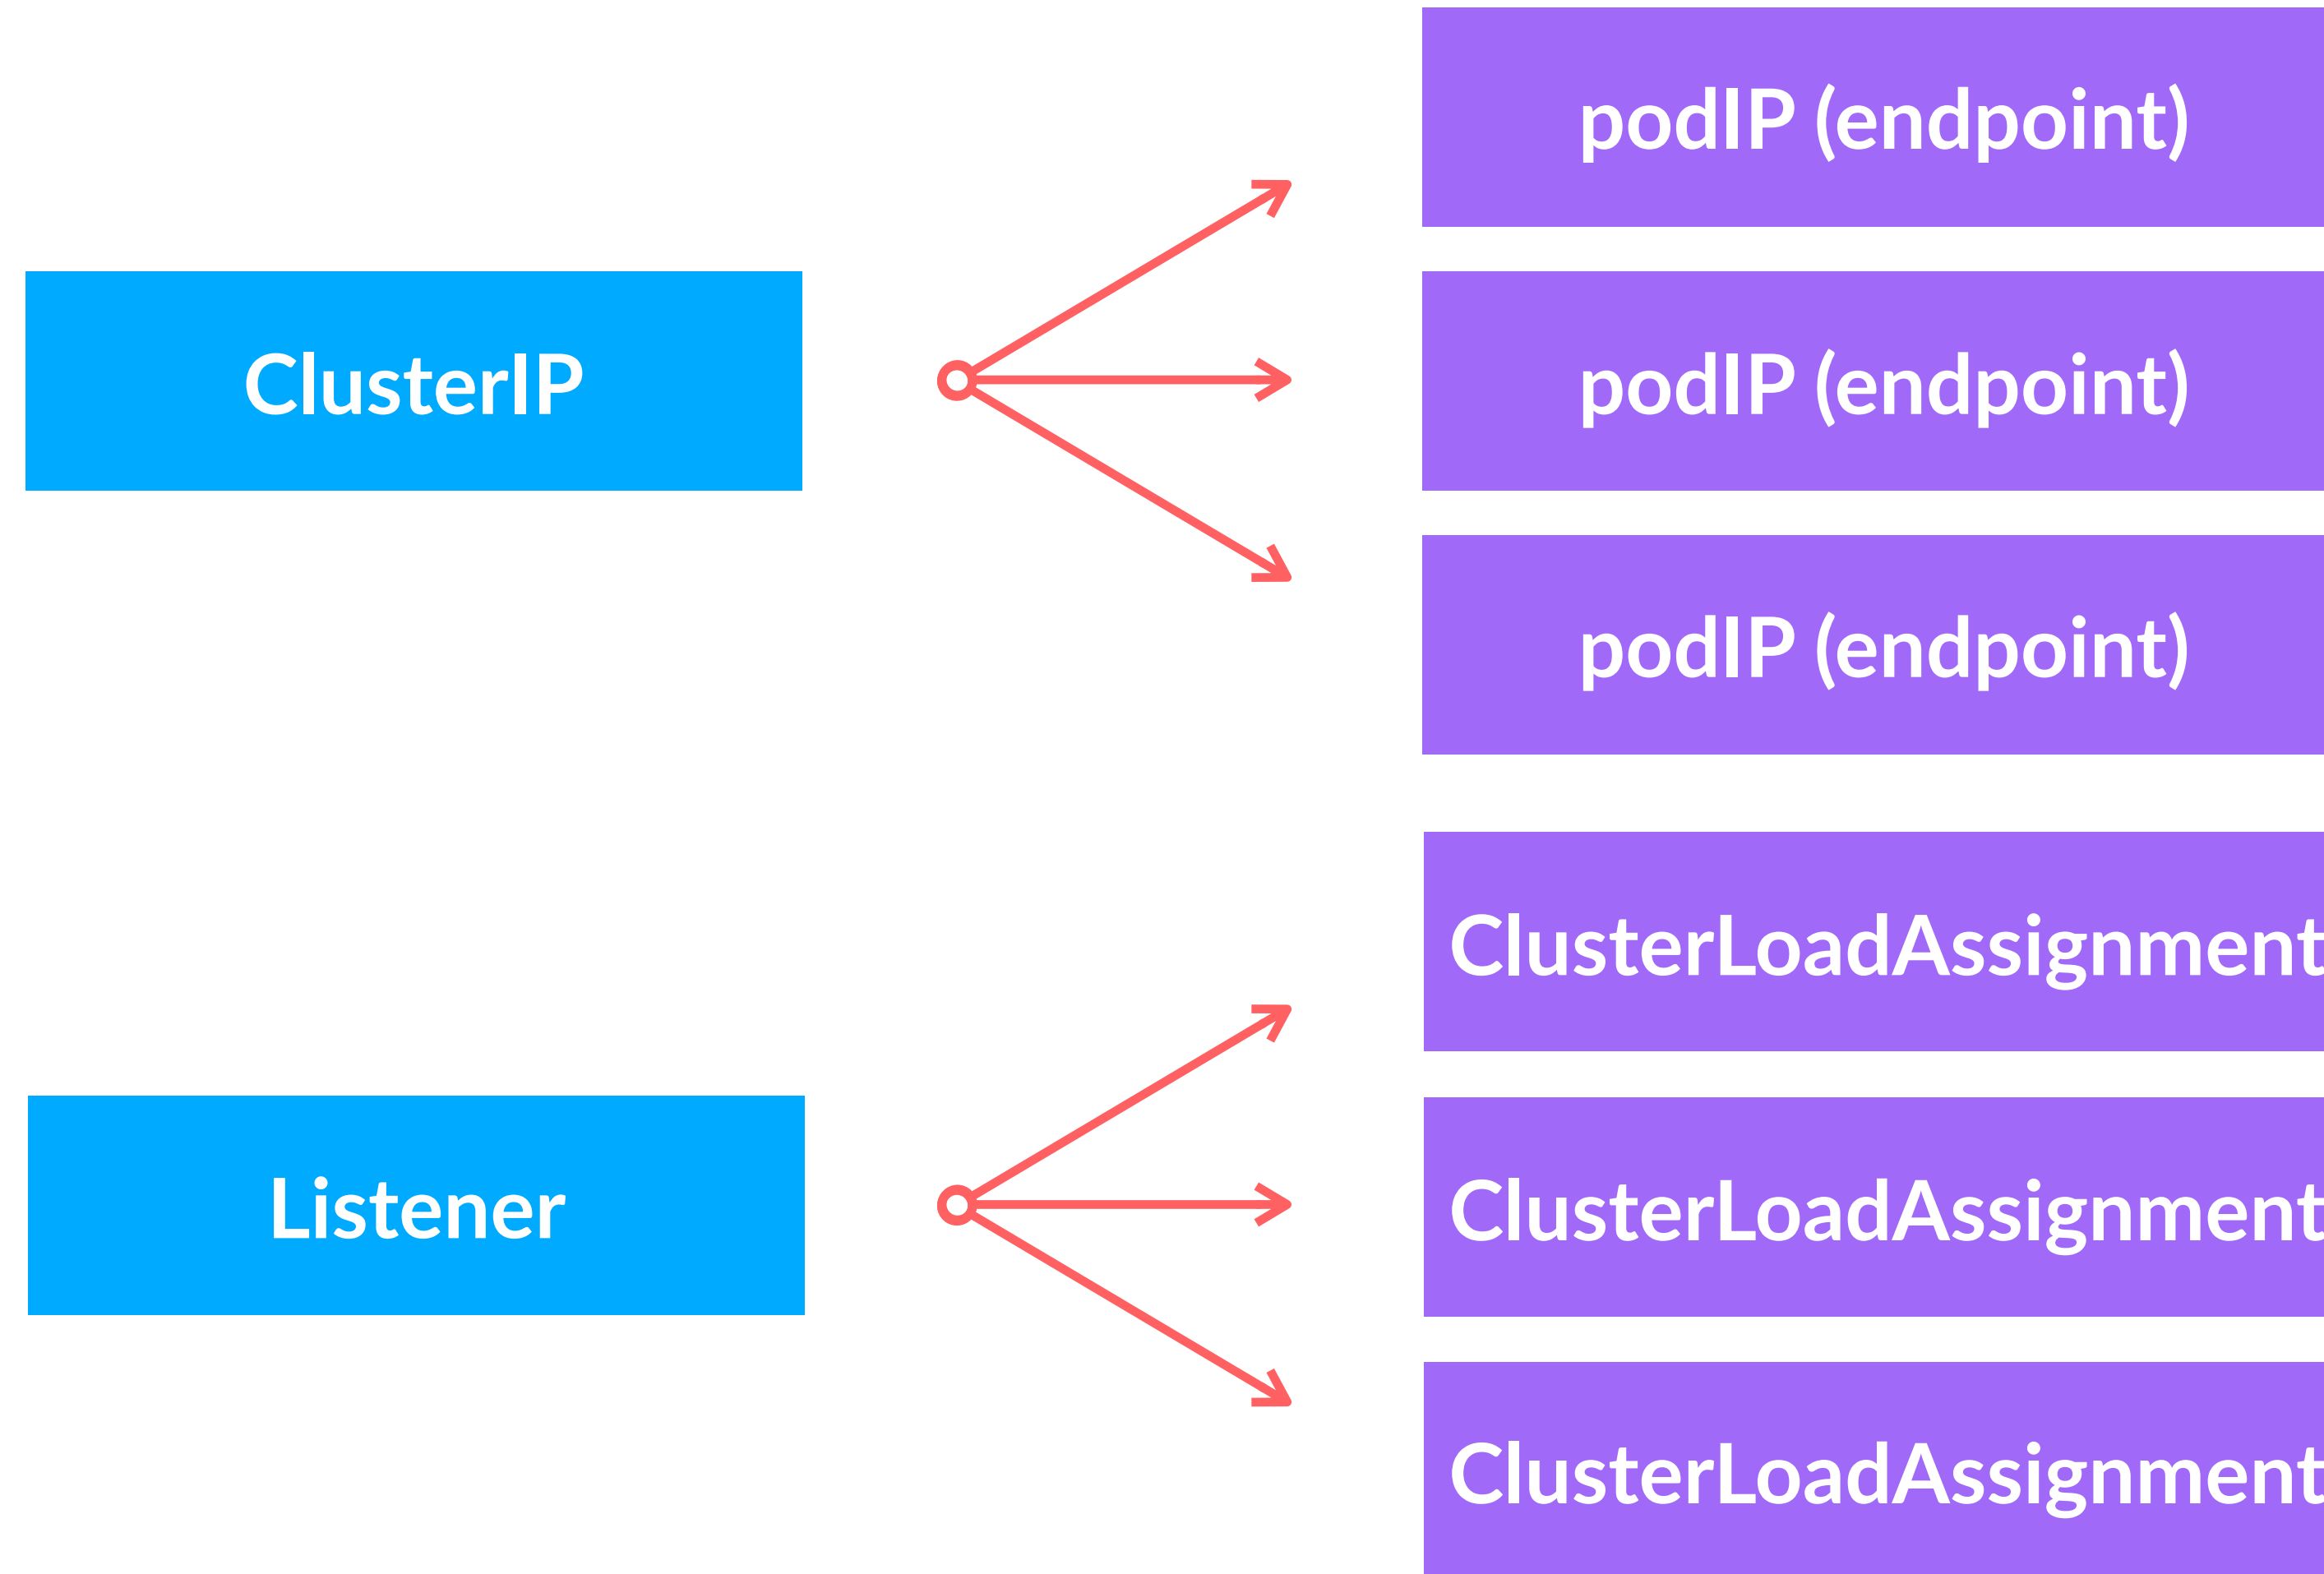 podIP (endpoint)
ClusterIP
podIP (endpoint)
podIP (endpoint)
ClusterLoadAssignment
Listener
ClusterLoadAssignment
ClusterLoadAssignment